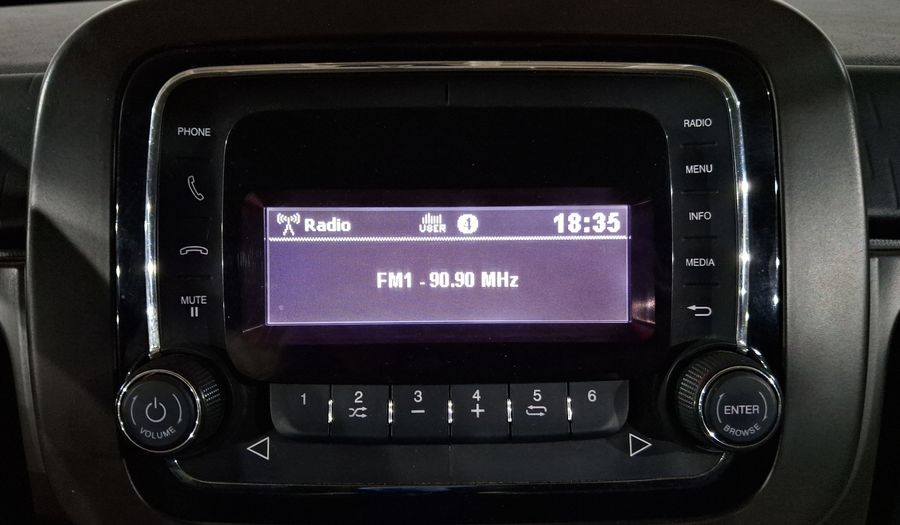 PHONE
MUTE
RADIO
MENU
INFO
MEDIA
Radio
USER
18:35
FM1 - 90.90 MHz
1
2
3
4
5
6
VOLUME
ENTER
BROWSE